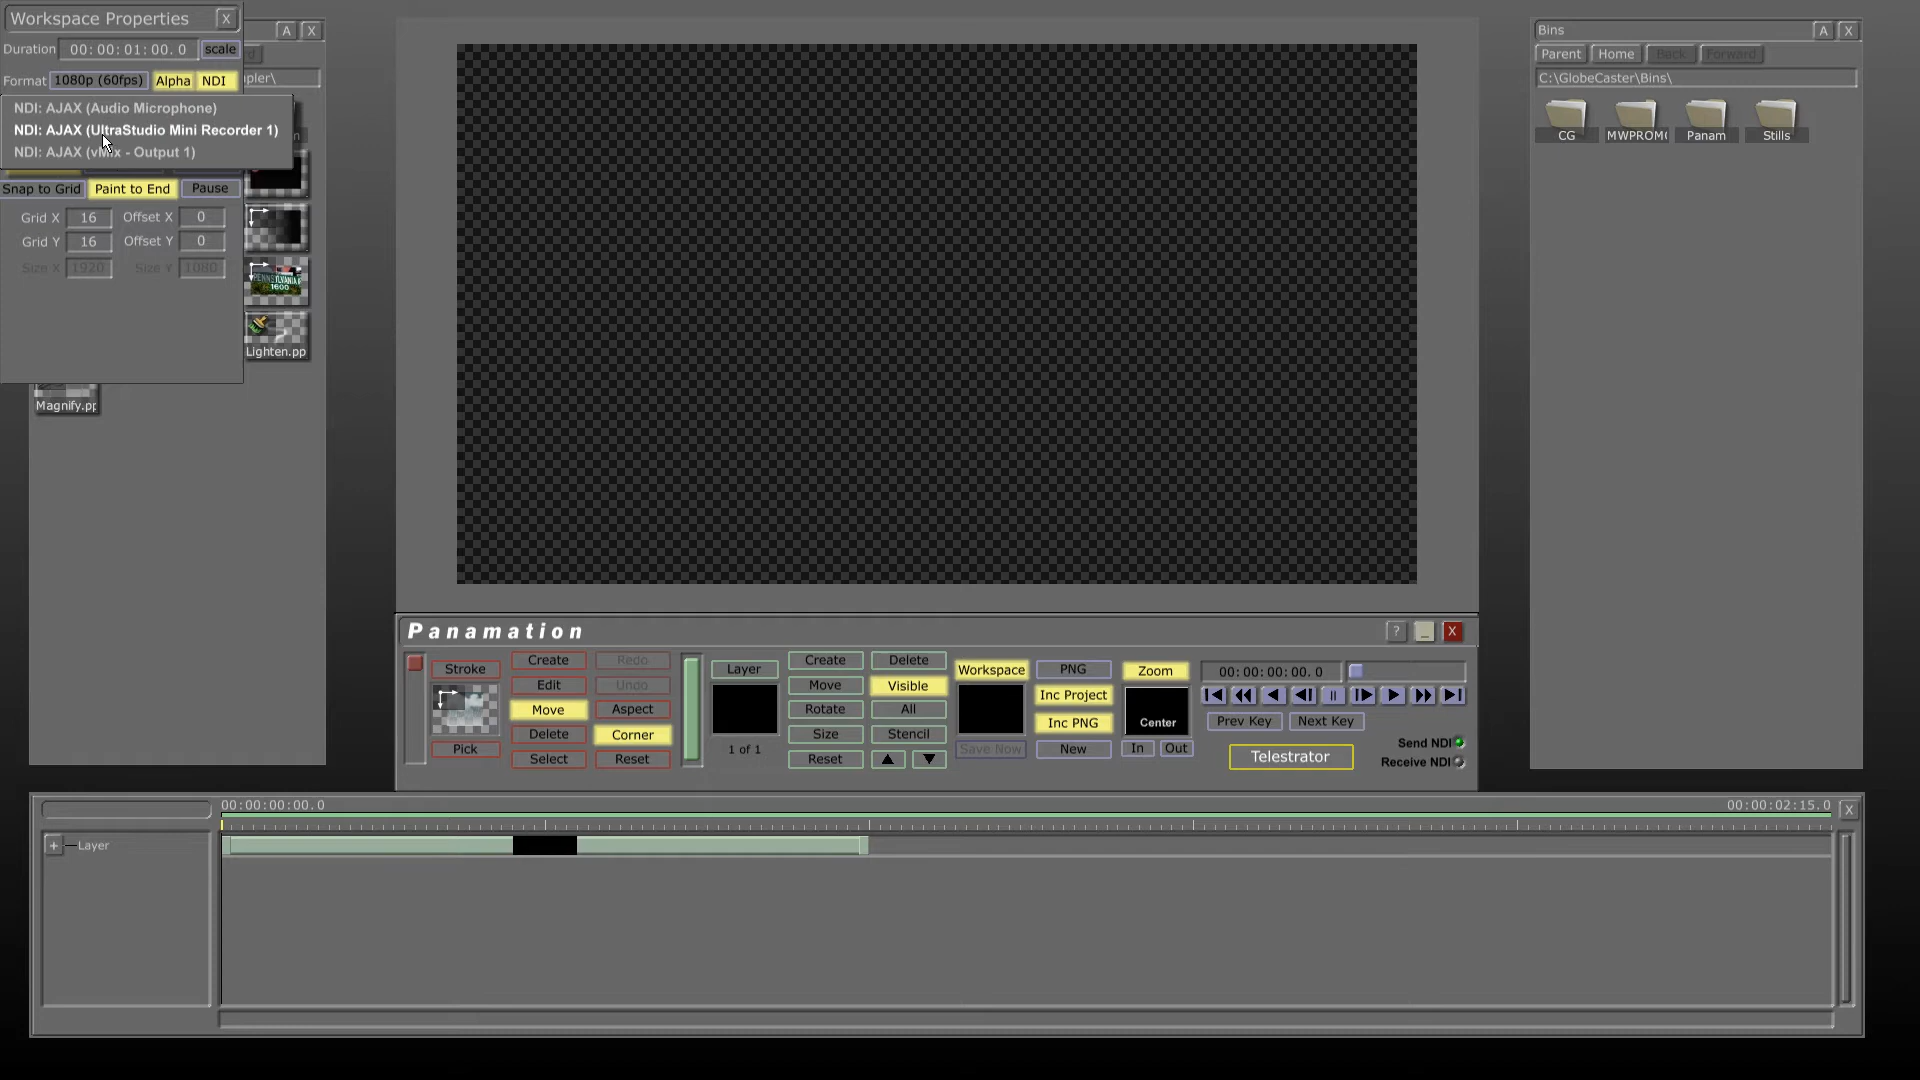 Workspace Properties X
Duration 00:00:01:00.0 scale
Format 1080p (60fps) Alpha NDI
NDI: AJAX (Audio Microphone)
NDI: AJAX (UltraStudio Mini Recorder 1)
NDI: AJAX (vMix - Output 1)
Snap to Grid Paint to End Pause
Grid X 16 Offset X 0
Grid Y 16 Offset Y 0
Size X 1920 Size Y 1080
A X
pler\
PENNSYLVANIA
1600
Lighten.pp
Magnify.pp
Bins A X
Parent Home Back Forward
C:\GlobeCaster\Bins\
CG MWPROMO Panam Stills
Panamation ? _ X
Stroke
Pick
Create Redo
Edit Undo
Move Aspect
Delete Corner
Select Reset
Layer
1 of 1
Create Delete
Move Visible
Rotate All
Size Stencil
Reset
Workspace PNG
Inc Project
Inc PNG
Save Now New
Zoom
Center
In Out
00:00:00:00.0
Prev Key Next Key
Telestrator
Send NDI
Receive NDI
00:00:00:00.0 00:00:02:15.0 X
+ Layer